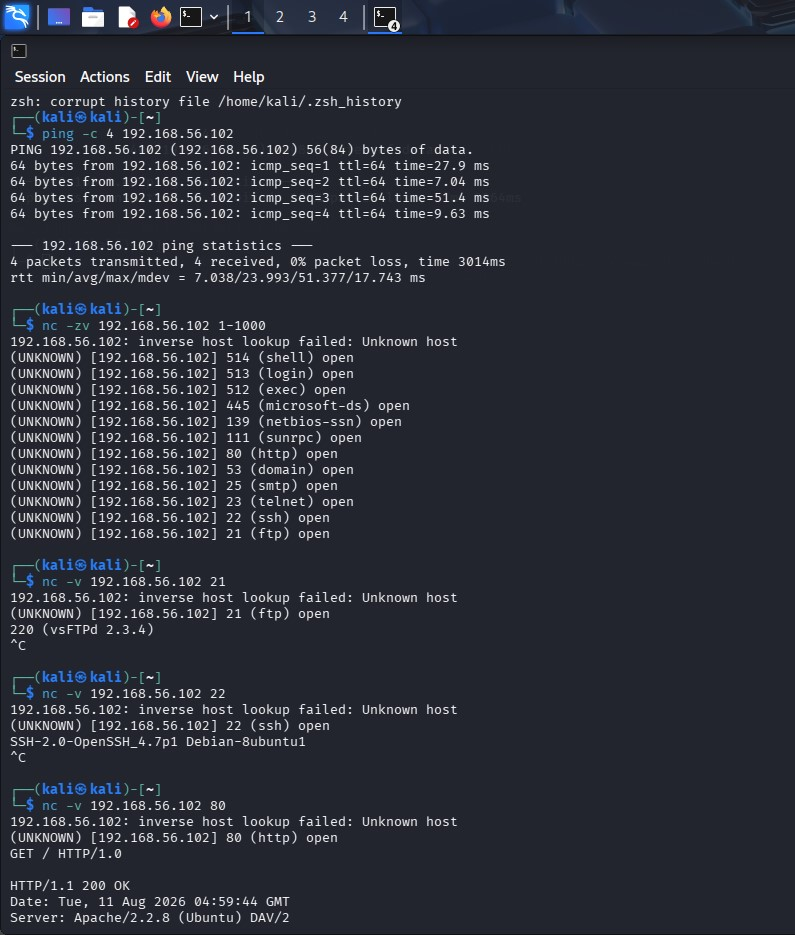 1 2 3 4
4
Session Actions Edit View Help
zsh: corrupt history file /home/kali/.zsh_history
┌──(kali㉿kali)-[~]
└─$ ping -c 4 192.168.56.102
PING 192.168.56.102 (192.168.56.102) 56(84) bytes of data.
64 bytes from 192.168.56.102: icmp_seq=1 ttl=64 time=27.9 ms
64 bytes from 192.168.56.102: icmp_seq=2 ttl=64 time=7.04 ms
64 bytes from 192.168.56.102: icmp_seq=3 ttl=64 time=51.4 ms
64 bytes from 192.168.56.102: icmp_seq=4 ttl=64 time=9.63 ms

--- 192.168.56.102 ping statistics ---
4 packets transmitted, 4 received, 0% packet loss, time 3014ms
rtt min/avg/max/mdev = 7.038/23.993/51.377/17.743 ms

┌──(kali㉿kali)-[~]
└─$ nc -zv 192.168.56.102 1-1000
192.168.56.102: inverse host lookup failed: Unknown host
(UNKNOWN) [192.168.56.102] 514 (shell) open
(UNKNOWN) [192.168.56.102] 513 (login) open
(UNKNOWN) [192.168.56.102] 512 (exec) open
(UNKNOWN) [192.168.56.102] 445 (microsoft-ds) open
(UNKNOWN) [192.168.56.102] 139 (netbios-ssn) open
(UNKNOWN) [192.168.56.102] 111 (sunrpc) open
(UNKNOWN) [192.168.56.102] 80 (http) open
(UNKNOWN) [192.168.56.102] 53 (domain) open
(UNKNOWN) [192.168.56.102] 25 (smtp) open
(UNKNOWN) [192.168.56.102] 23 (telnet) open
(UNKNOWN) [192.168.56.102] 22 (ssh) open
(UNKNOWN) [192.168.56.102] 21 (ftp) open

┌──(kali㉿kali)-[~]
└─$ nc -v 192.168.56.102 21
192.168.56.102: inverse host lookup failed: Unknown host
(UNKNOWN) [192.168.56.102] 21 (ftp) open
220 (vsFTPd 2.3.4)
^C

┌──(kali㉿kali)-[~]
└─$ nc -v 192.168.56.102 22
192.168.56.102: inverse host lookup failed: Unknown host
(UNKNOWN) [192.168.56.102] 22 (ssh) open
SSH-2.0-OpenSSH_4.7p1 Debian-8ubuntu1
^C

┌──(kali㉿kali)-[~]
└─$ nc -v 192.168.56.102 80
192.168.56.102: inverse host lookup failed: Unknown host
(UNKNOWN) [192.168.56.102] 80 (http) open
GET / HTTP/1.0

HTTP/1.1 200 OK
Date: Tue, 11 Aug 2026 04:59:44 GMT
Server: Apache/2.2.8 (Ubuntu) DAV/2